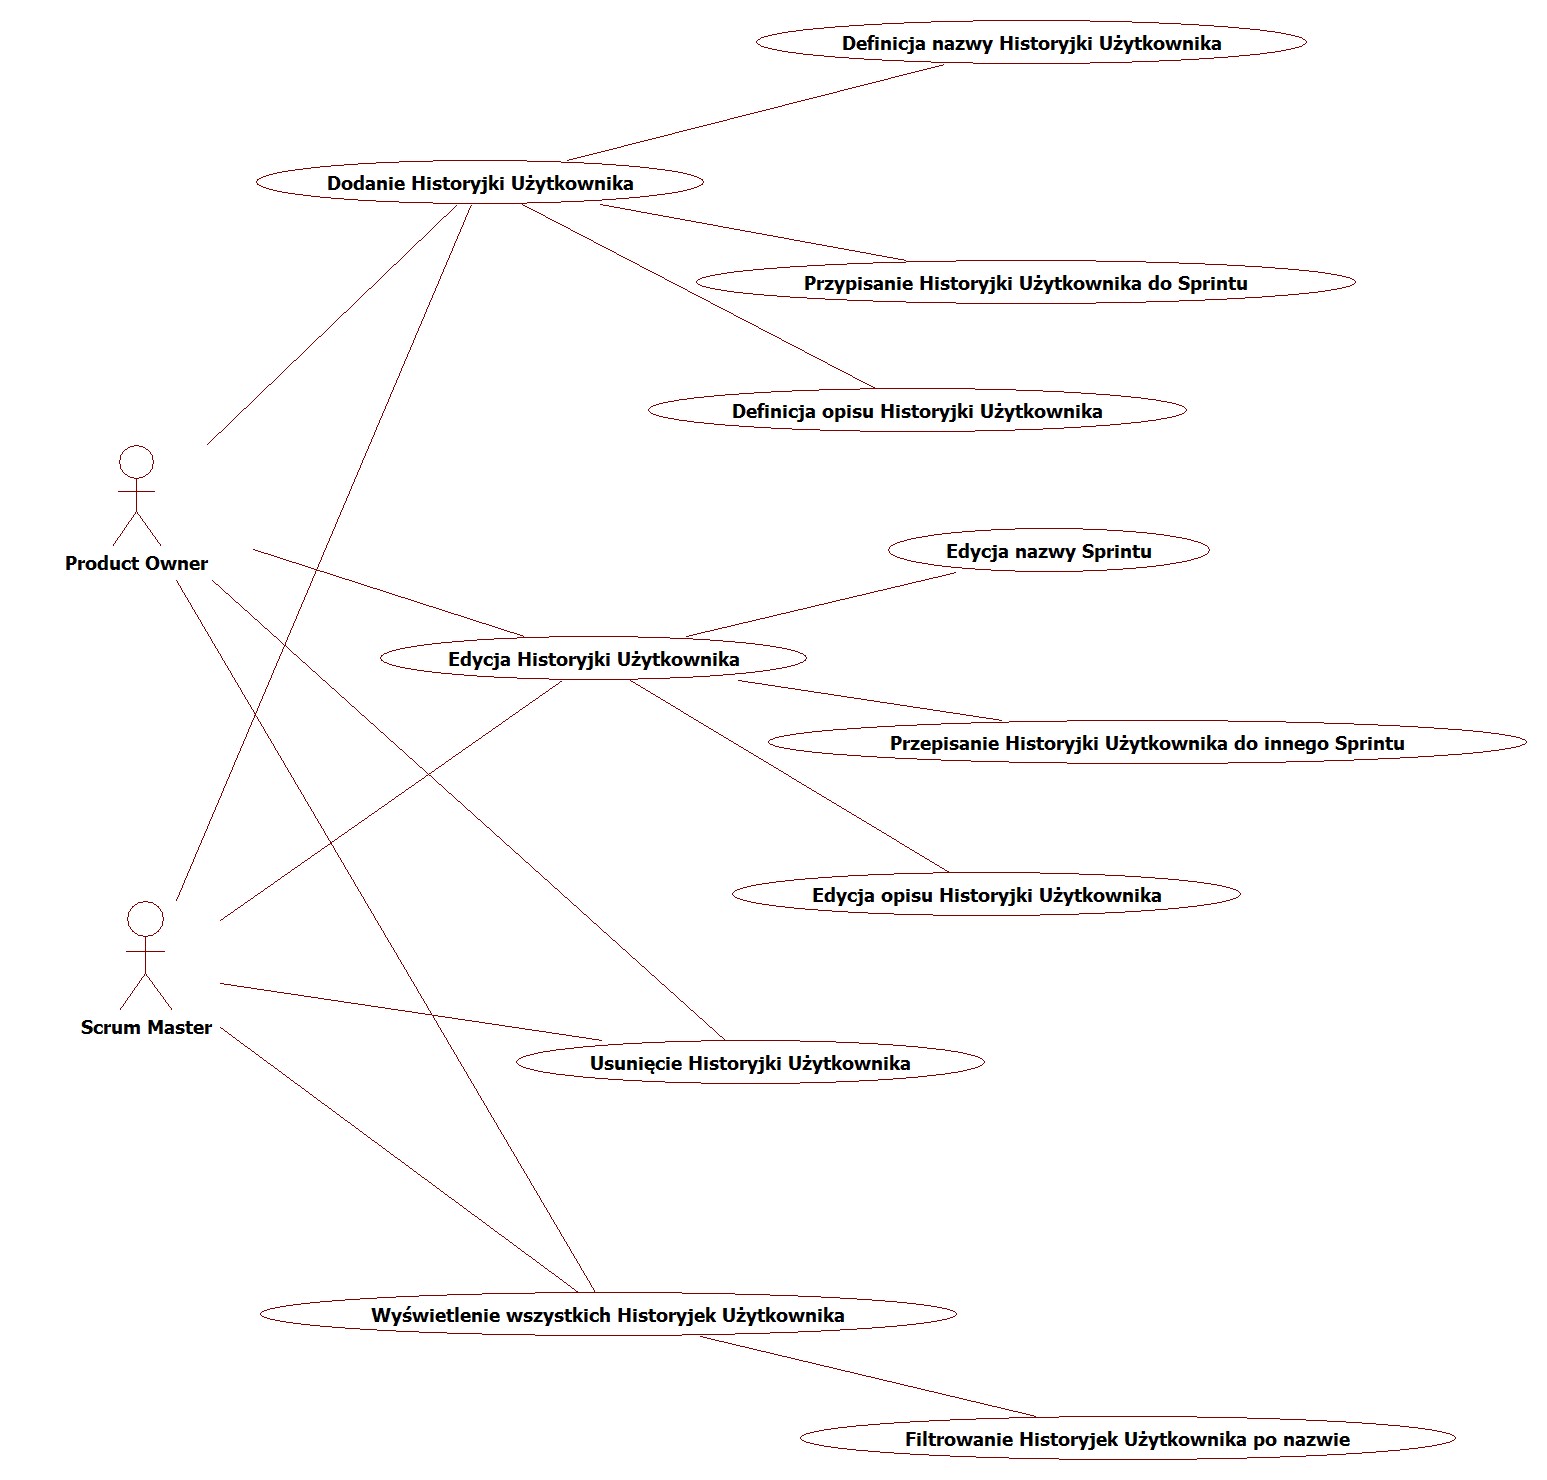 Definicja nazwy Historyjki Użytkownika
Dodanie Historyjki Użytkownika
Przypisanie Historyjki Użytkownika do Sprintu
Definicja opisu Historyjki Użytkownika
Product Owner
Edycja nazwy Sprintu
Edycja Historyjki Użytkownika
Przepisanie Historyjki Użytkownika do innego Sprintu
Edycja opisu Historyjki Użytkownika
Scrum Master
Usunięcie Historyjki Użytkownika
Wyświetlenie wszystkich Historyjek Użytkownika
Filtrowanie Historyjek Użytkownika po nazwie